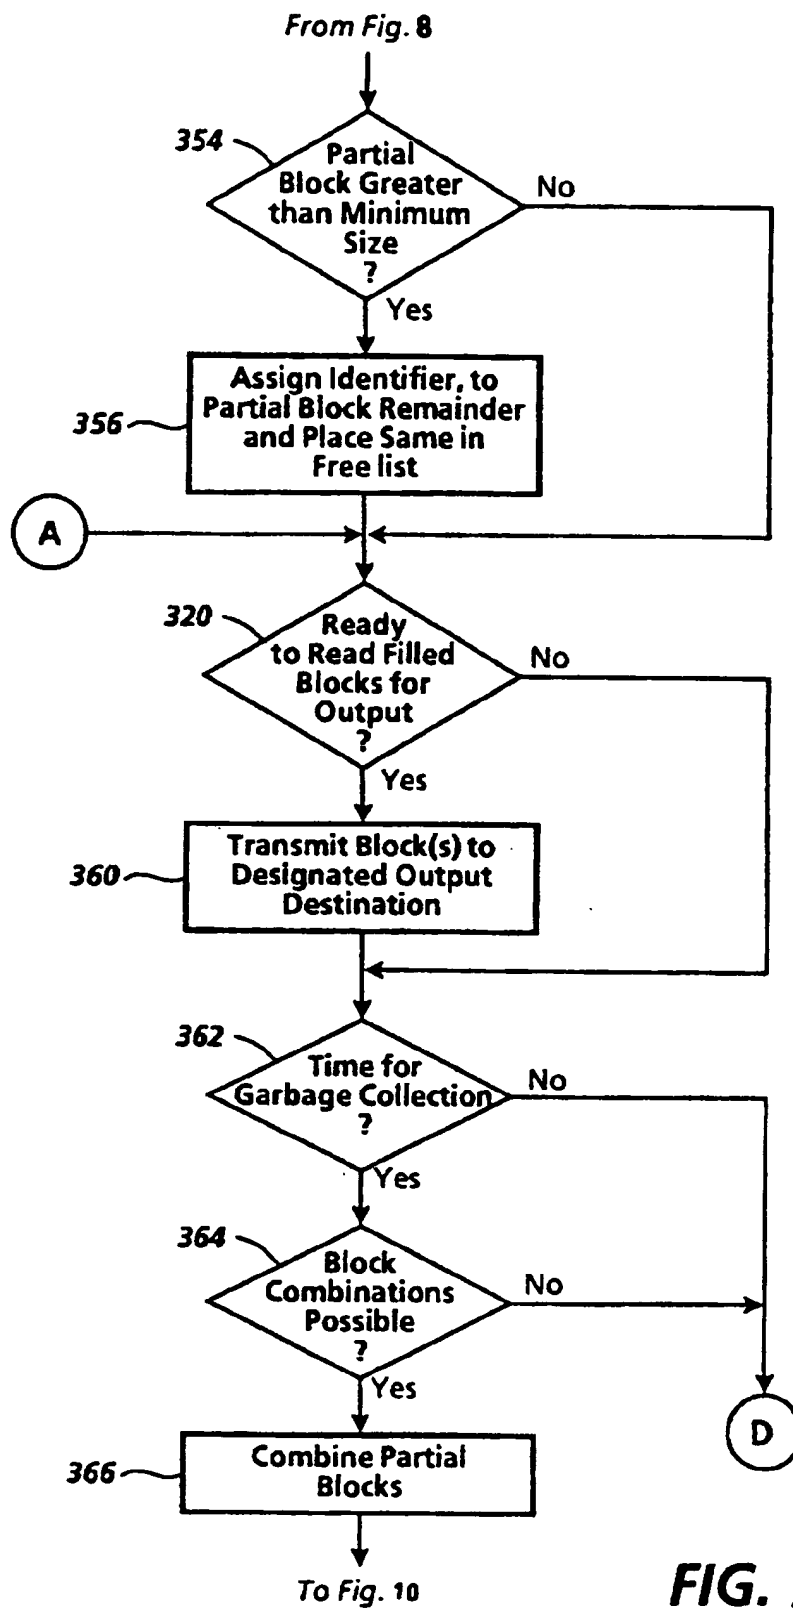 From Fig. 8
354
Partial
Block Greater
than Minimum
Size
?
No
Yes
356
Assign Identifier, to
Partial Block Remainder
and Place Same in
Free list
A
320
Ready
to Read Filled
Blocks for
Output
?
No
Yes
360
Transmit Block(s) to
Designated Output
Destination
362
Time for
Garbage Collection
?
No
Yes
364
Block
Combinations
Possible
?
No
Yes
D
366
Combine Partial
Blocks
To Fig. 10
FIG.